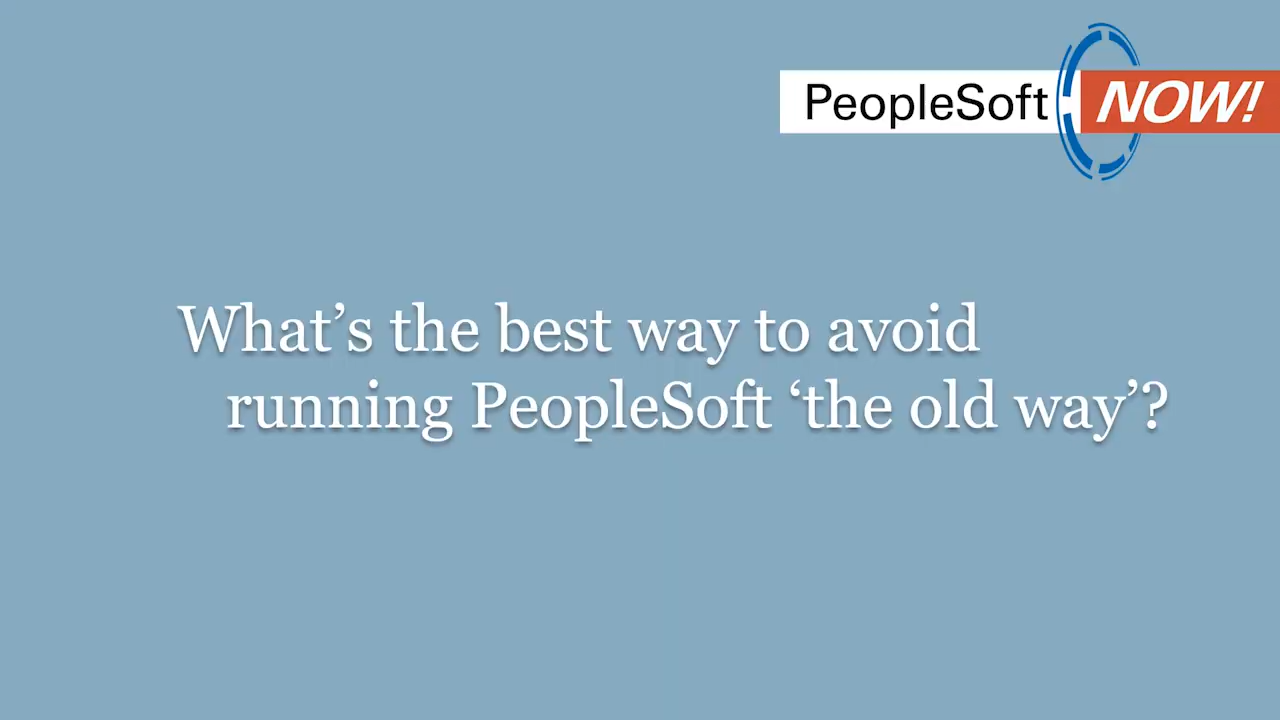 PeopleSoft NOW!
What’s the best way to avoid
running PeopleSoft ‘the old way’?